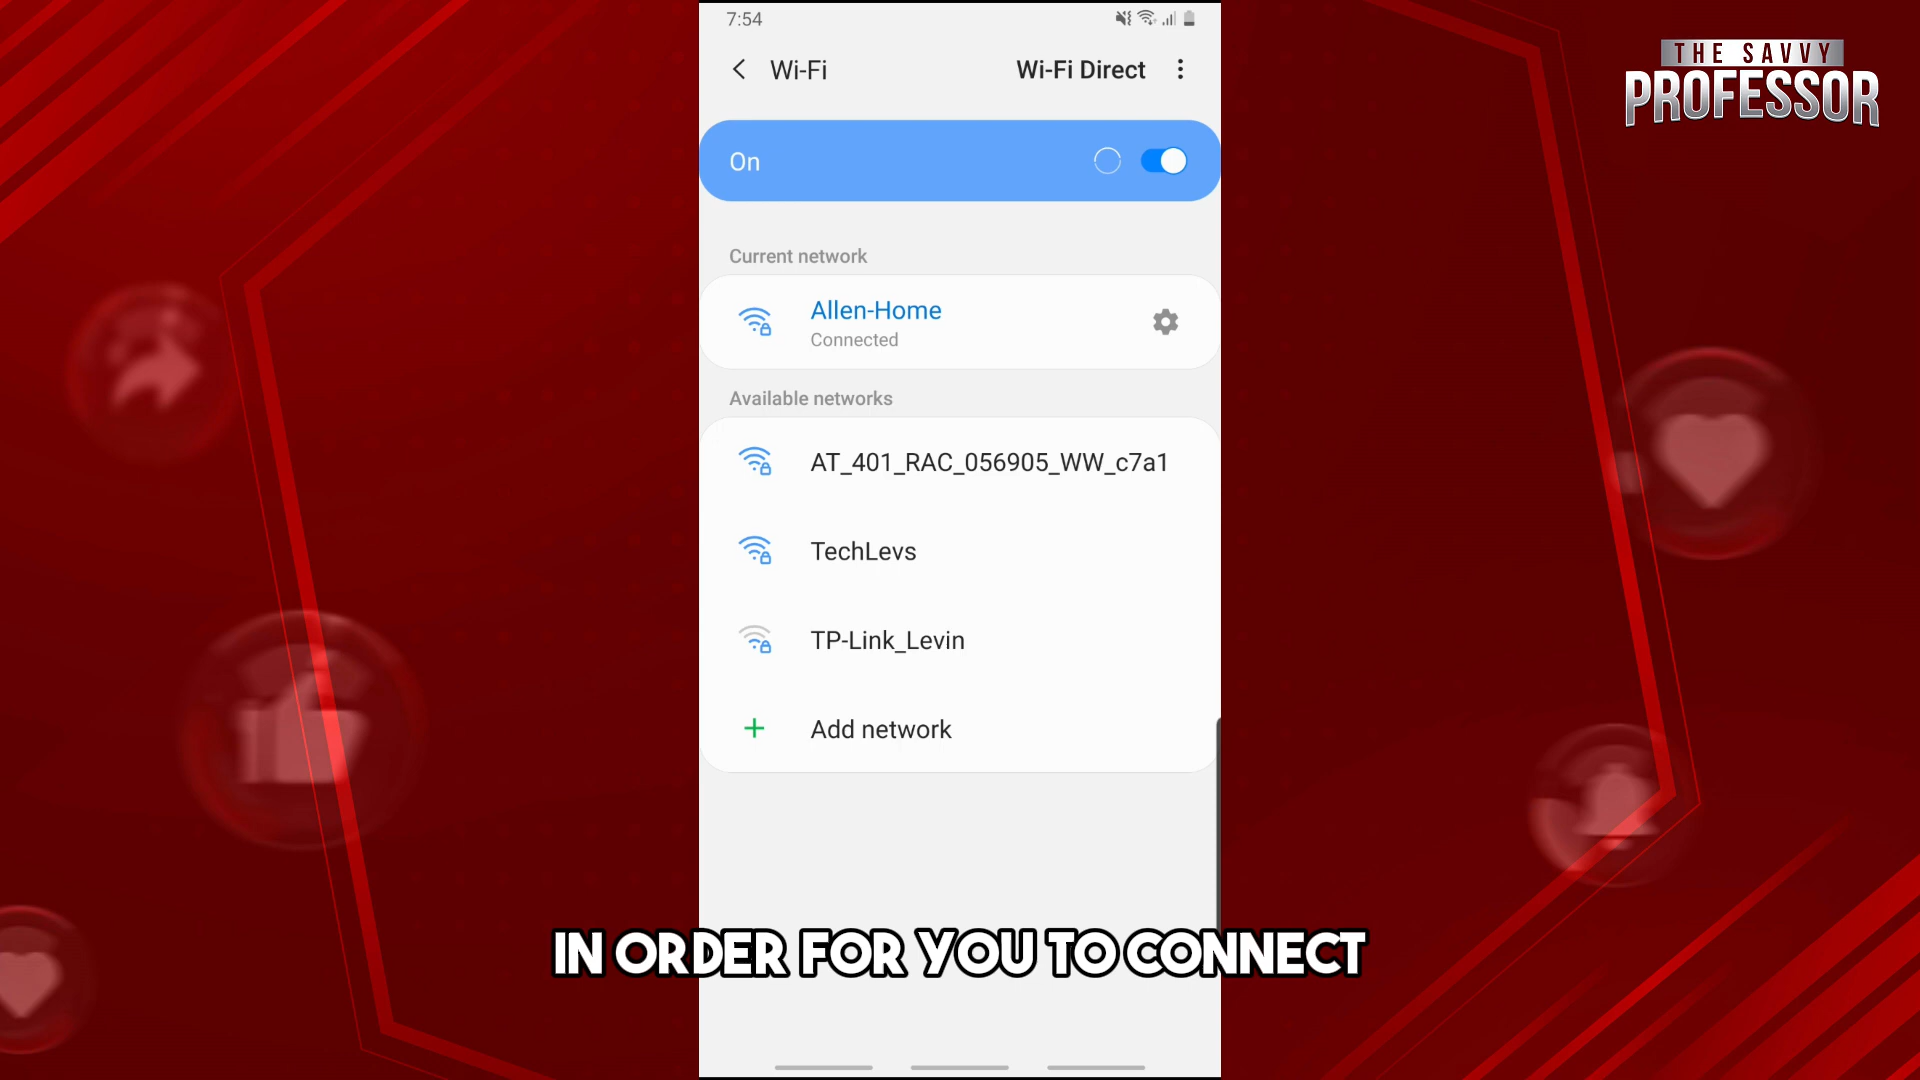 7:54
Wi-Fi
Wi-Fi Direct
On
Current network
Allen-Home
Connected
Available networks
AT_401_RAC_056905_WW_c7a1
TechLevs
TP-Link_Levin
Add network
THE SAVVY
PROFESSOR
IN ORDER FOR YOU TO CONNECT